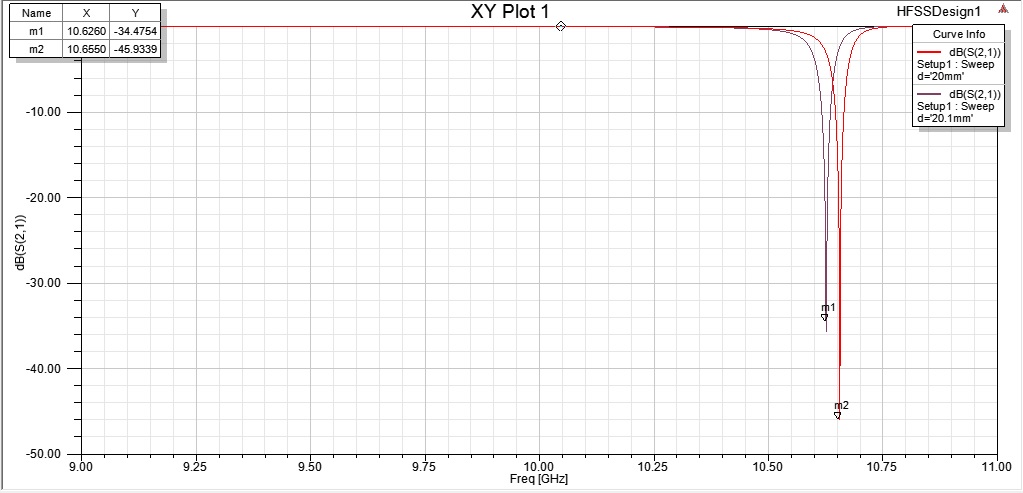 XY Plot 1
HFSSDesign1
Name X Y
m1 10.6260 -34.4754
m2 10.6550 -45.9339
Curve Info
dB(S(2,1))
Setup1 : Sweep
d='20mm'
dB(S(2,1))
Setup1 : Sweep
d='20.1mm'
-10.00
-20.00
-30.00
-40.00
-50.00
dB(S(2,1))
m1
m2
9.00 9.25 9.50 9.75 10.00 10.25 10.50 10.75 11.00
Freq [GHz]